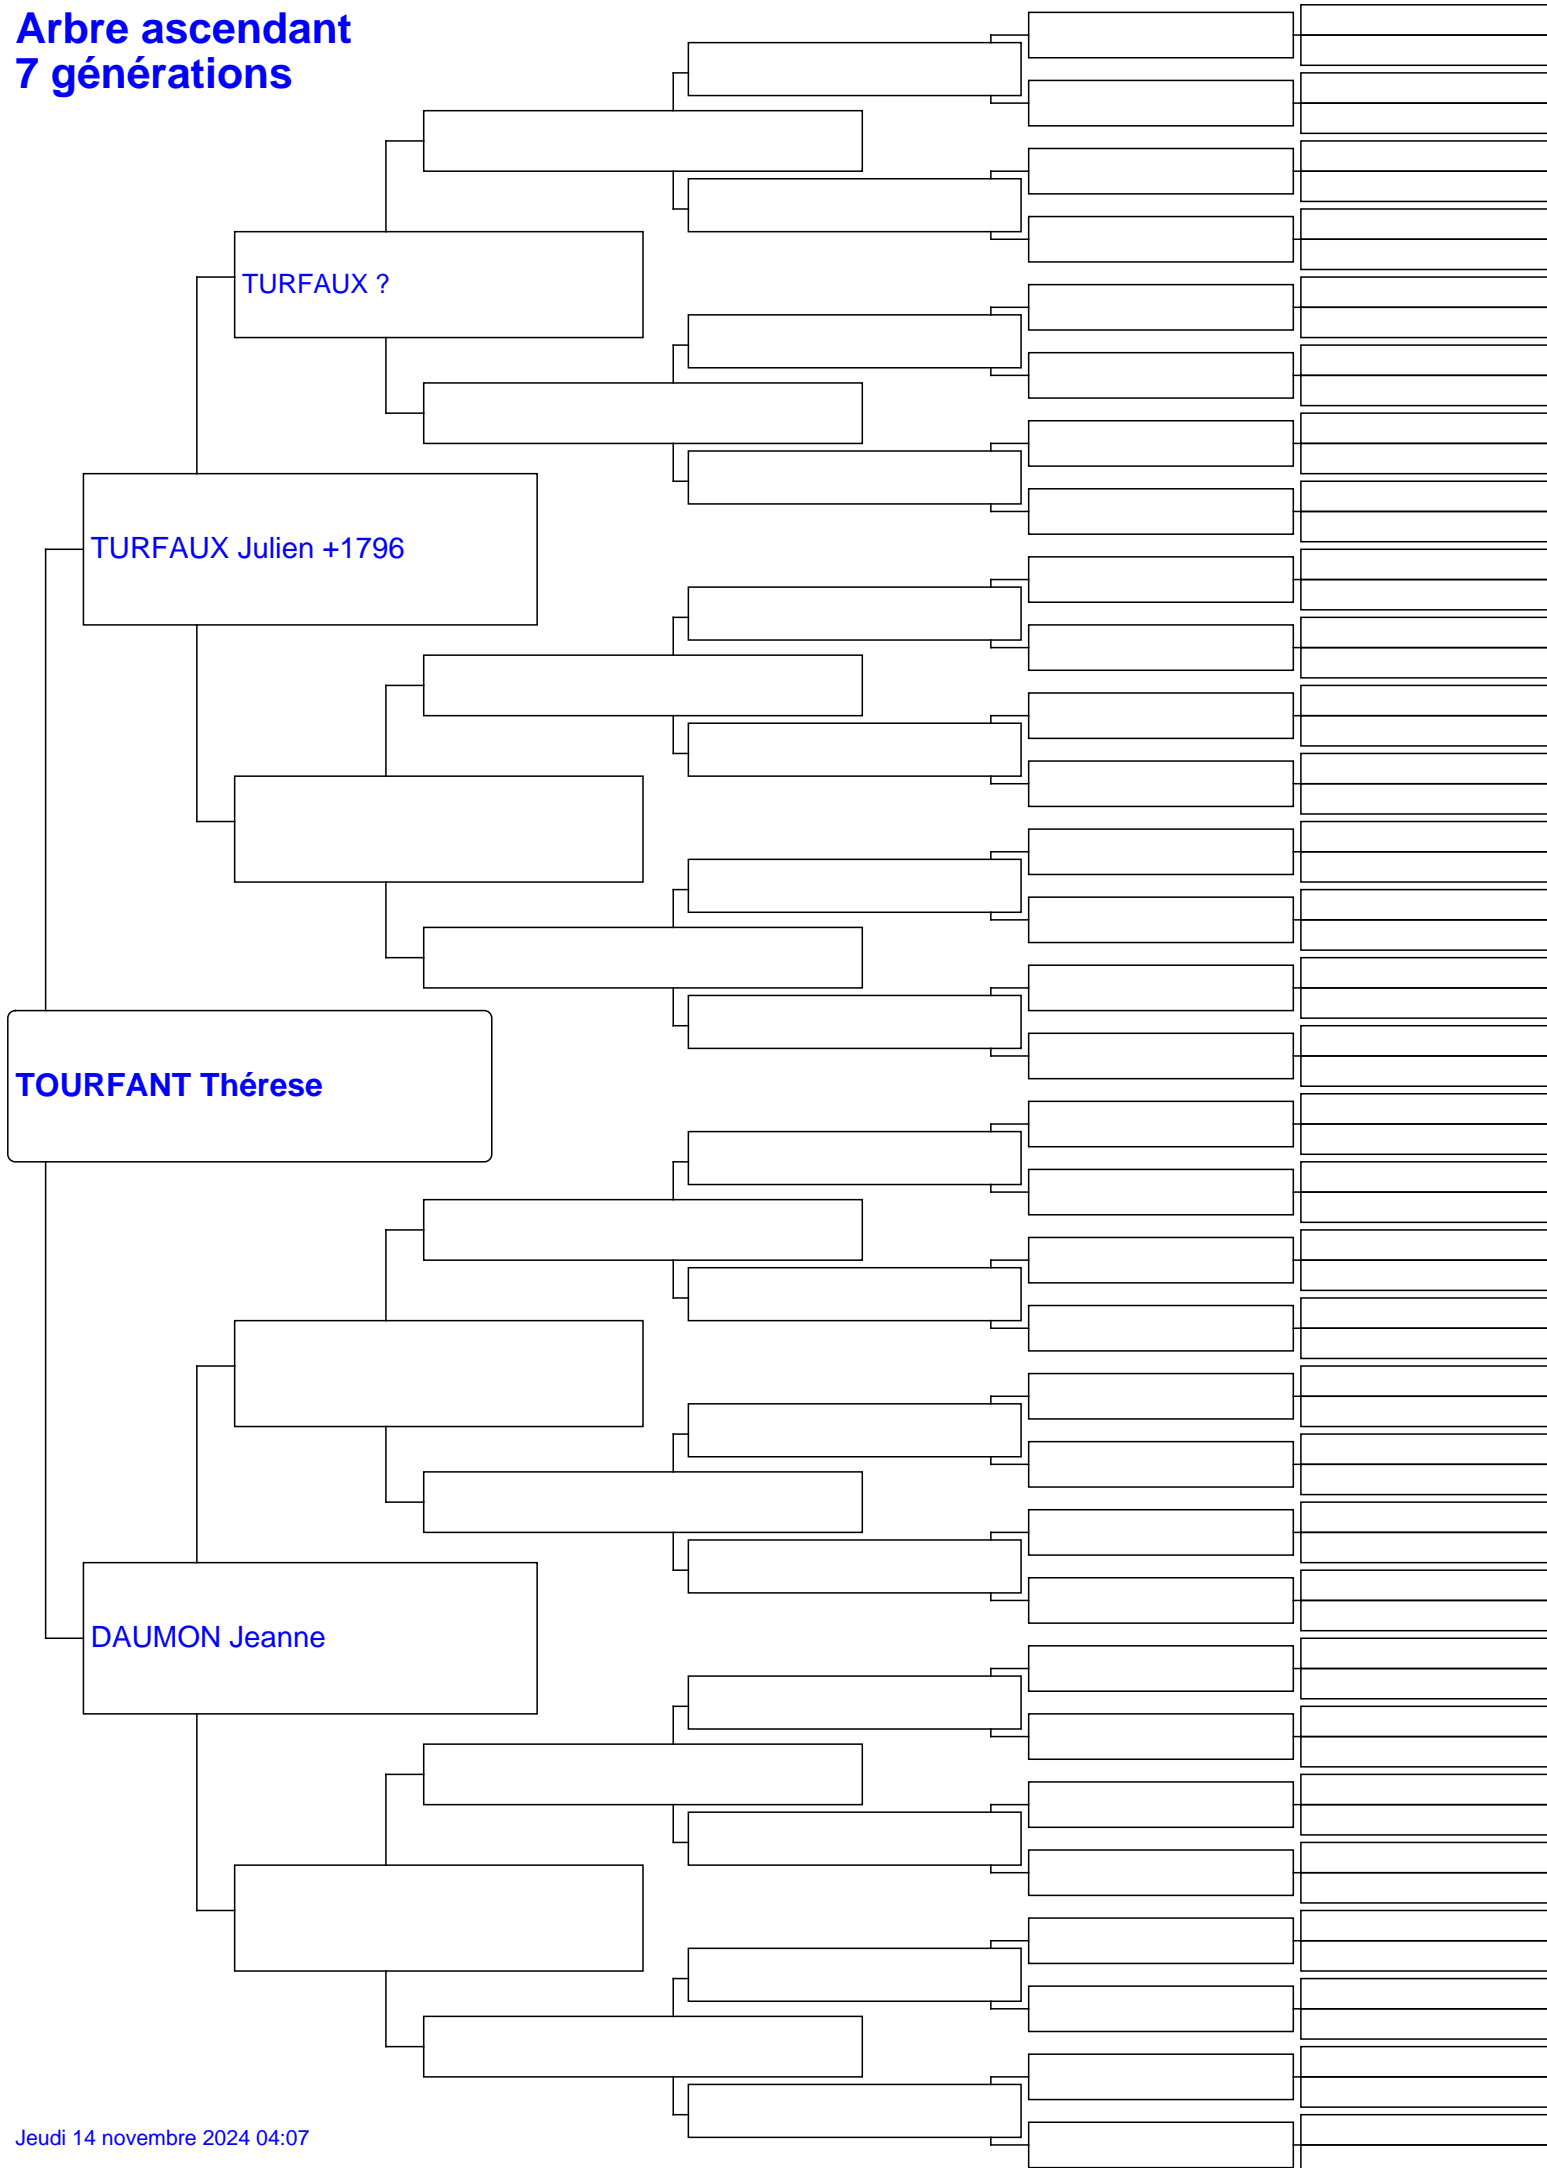 Arbre ascendant
7 générations
TURFAUX ?
TURFAUX Julien +1796
TOURFANT Thérese
DAUMON Jeanne
Jeudi 14 novembre 2024 04:07